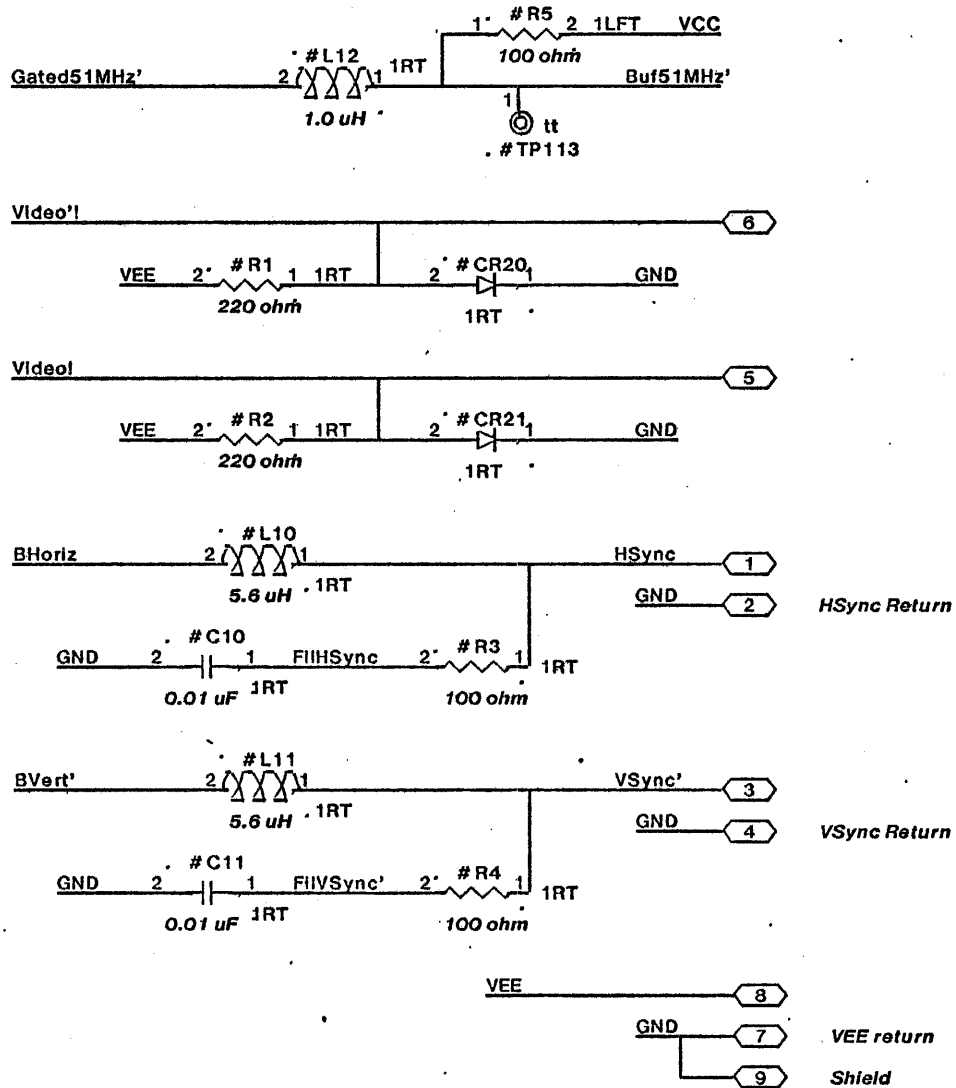 #R5
1 2 1LFT VCC
100 ohm
#L12
Gated51MHz' 2 1 1RT Buf51MHz'
1.0 uH
1
tt
#TP113
Video'! 6
#R1 #CR20
VEE 2 1 1RT 2 1 GND
220 ohm 1RT
Video! 5
#R2 #CR21
VEE 2 1 1RT 2 1 GND
220 ohm 1RT
#L10
BHoriz 2 1 HSync 1
5.6 uH 1RT
GND 2 HSync Return
#C10 #R3
GND 2 1 FilHSync 2 1 1RT
0.01 uF 1RT 100 ohm
#L11
BVert' 2 1 VSync' 3
5.6 uH 1RT
GND 4 VSync Return
#C11 #R4
GND 2 1 FilVSync' 2 1 1RT
0.01 uF 1RT 100 ohm
VEE 8
GND 7 VEE return
9 Shield